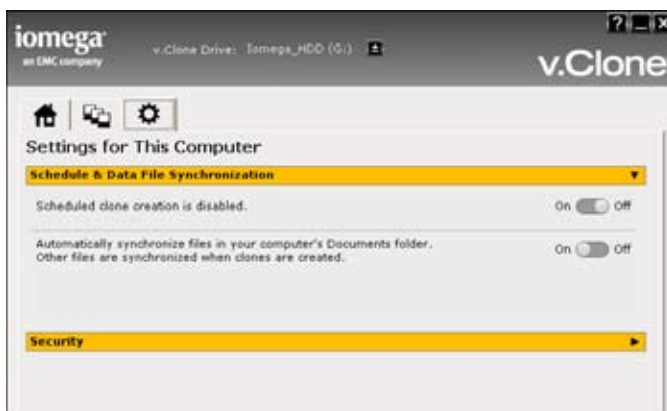 iomega
an EMC company
v.Clone Drive: Iomega_HDD (G:)
v.Clone
Settings for This Computer
Schedule & Data File Synchronization
Scheduled clone creation is disabled.
On Off
Automatically synchronize files in your computer's Documents folder.
Other files are synchronized when clones are created.
On Off
Security